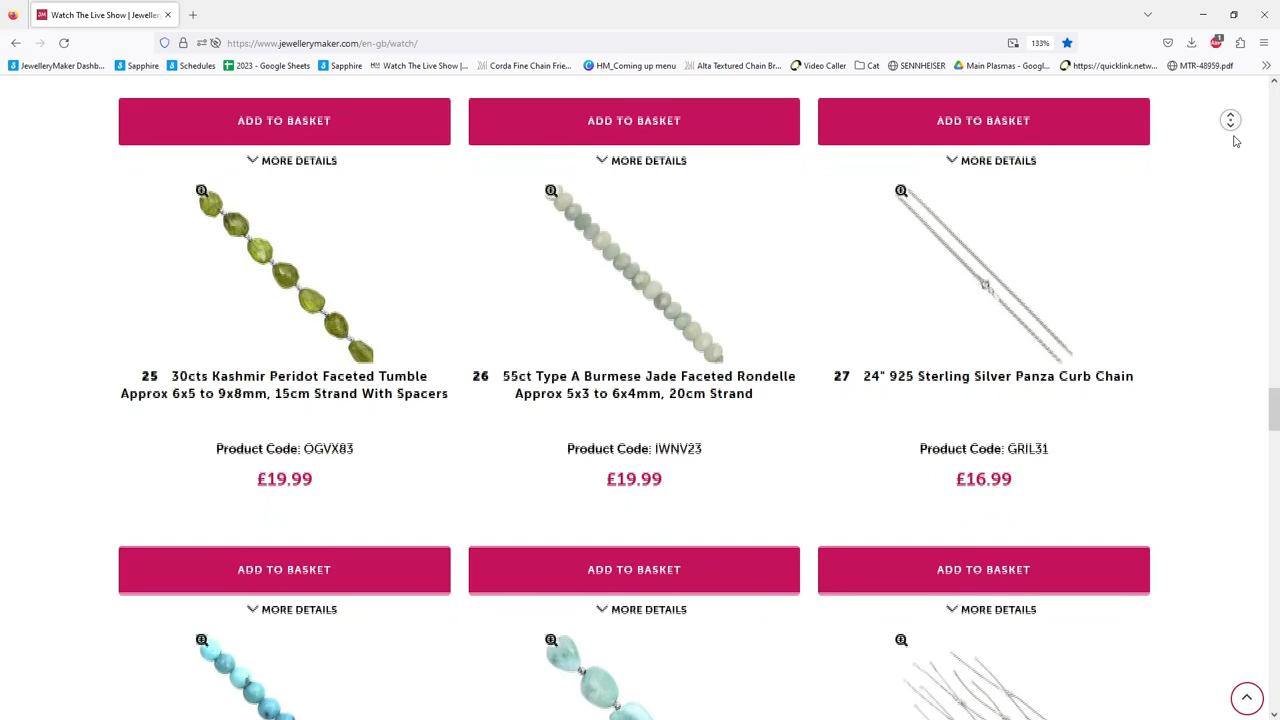 Watch The Live Show | Jeweller
https://www.jewellerymaker.com/en-gb/watch/
133%
1
JewelleryMaker Dashb...
Sapphire
Schedules
2023 - Google Sheets
Sapphire
Watch The Live Show |...
Corda Fine Chain Frie...
HM_Coming up menu
Alta Textured Chain Br...
Video Caller
Cat
SENNHEISER
Main Plasmas - Googl...
https://quicklink.netw...
MTR-48959.pdf
ADD TO BASKET
ADD TO BASKET
ADD TO BASKET
MORE DETAILS
MORE DETAILS
MORE DETAILS
25 30cts Kashmir Peridot Faceted Tumble
Approx 6x5 to 9x8mm, 15cm Strand With Spacers
Product Code: OGVX83
£19.99
26 55ct Type A Burmese Jade Faceted Rondelle
Approx 5x3 to 6x4mm, 20cm Strand
Product Code: IWNV23
£19.99
27 24" 925 Sterling Silver Panza Curb Chain
Product Code: GRIL31
£16.99
ADD TO BASKET
ADD TO BASKET
ADD TO BASKET
MORE DETAILS
MORE DETAILS
MORE DETAILS